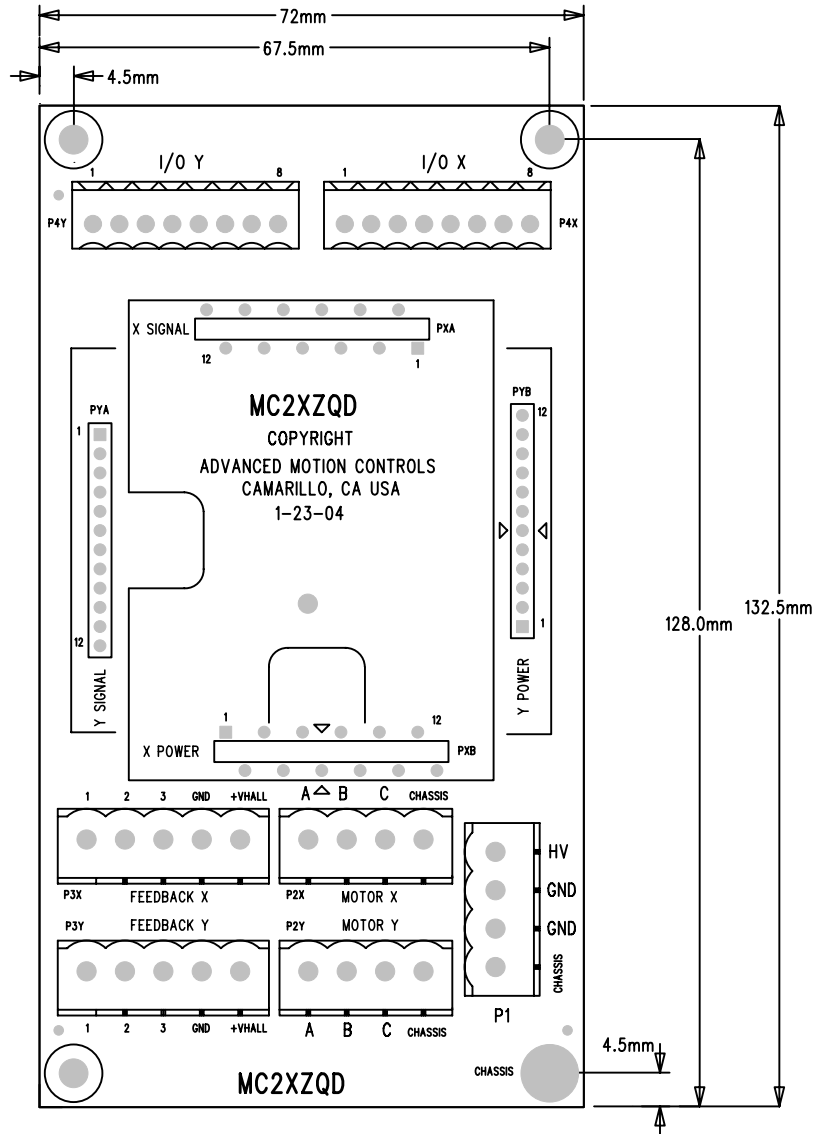 72mm
67.5mm
4.5mm
I/O Y
I/O X
1 8
1 8
P4Y
P4X
X SIGNAL
PXA
12 1
PYA
PYB
1
12
MC2XZQD
COPYRIGHT
ADVANCED MOTION CONTROLS
CAMARILLO, CA USA
1-23-04
132.5mm
128.0mm
12
1
Y SIGNAL
Y POWER
1 12
X POWER
PXB
1 2 3 GND +VHALL
A B C CHASSIS
HV
GND
GND
CHASSIS
P3X FEEDBACK X
P2X MOTOR X
P3Y FEEDBACK Y
P2Y MOTOR Y
P1
1 2 3 GND +VHALL
A B C CHASSIS
4.5mm
CHASSIS
MC2XZQD